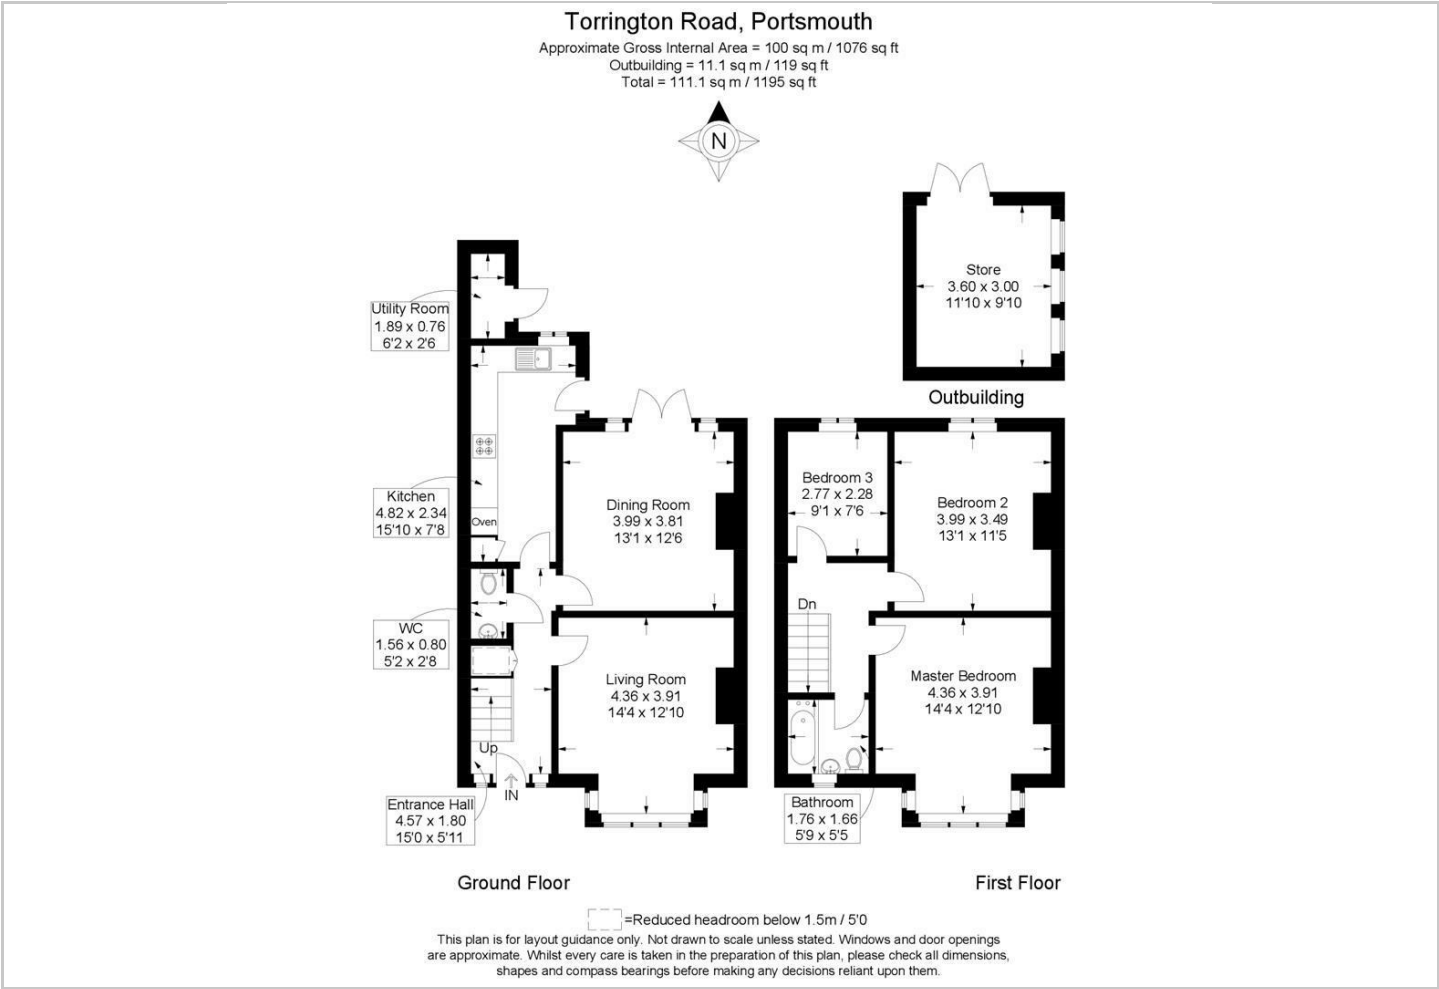 Torrington Road, Portsmouth
Approximate Gross Internal Area = 100 sq m / 1076 sq ft
Outbuilding = 11.1 sq m / 119 sq ft
Total = 111.1 sq m / 1195 sq ft
N
Store
3.60 x 3.00
11'10 x 9'10
Outbuilding
Utility Room
1.89 x 0.76
6'2 x 2'6
Kitchen
4.82 x 2.34
15'10 x 7'8
Oven
Dining Room
3.99 x 3.81
13'1 x 12'6
WC
1.56 x 0.80
5'2 x 2'8
Living Room
4.36 x 3.91
14'4 x 12'10
Up
IN
Entrance Hall
4.57 x 1.80
15'0 x 5'11
Ground Floor
Bedroom 3
2.77 x 2.28
9'1 x 7'6
Bedroom 2
3.99 x 3.49
13'1 x 11'5
Dn
Master Bedroom
4.36 x 3.91
14'4 x 12'10
Bathroom
1.76 x 1.66
5'9 x 5'5
First Floor
=Reduced headroom below 1.5m / 5'0
This plan is for layout guidance only. Not drawn to scale unless stated. Windows and door openings
are approximate. Whilst every care is taken in the preparation of this plan, please check all dimensions,
shapes and compass bearings before making any decisions reliant upon them.